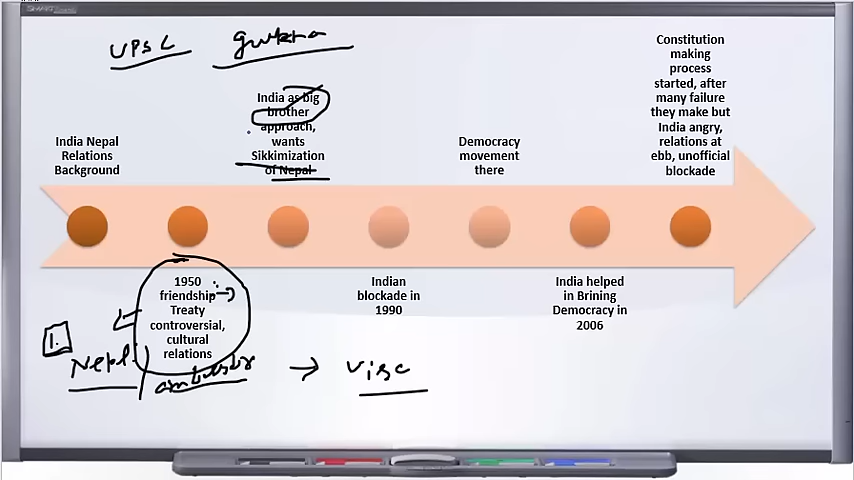 SMART
UPSC
gurkha
India Nepal
Relations
Background
1950
friendship
Treaty
controversial,
cultural
relations
India as big
brother
approach,
wants
Sikkimization
of Nepal
Indian
blockade in
1990
Democracy
movement
there
India helped
in Brining
Democracy in
2006
Constitution
making
process
started, after
many failure
they make but
India angry,
relations at
ebb, unofficial
blockade
1.
Nepal